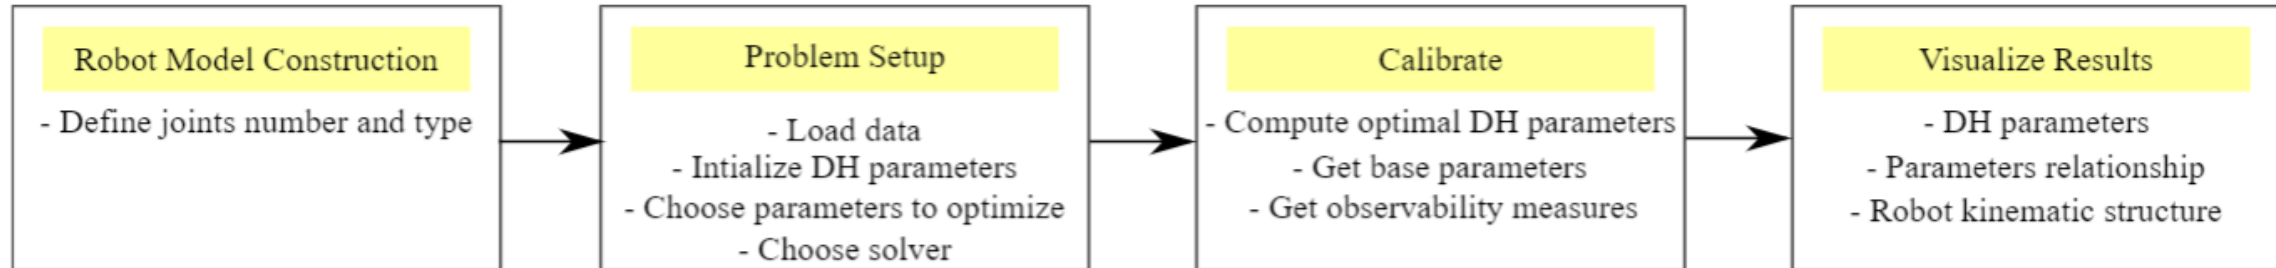 Robot Model Construction
- Define joints number and type
Problem Setup
- Load data
- Intialize DH parameters
- Choose parameters to optimize
- Choose solver
Calibrate
- Compute optimal DH parameters
- Get base parameters
- Get observability measures
Visualize Results
- DH parameters
- Parameters relationship
- Robot kinematic structure